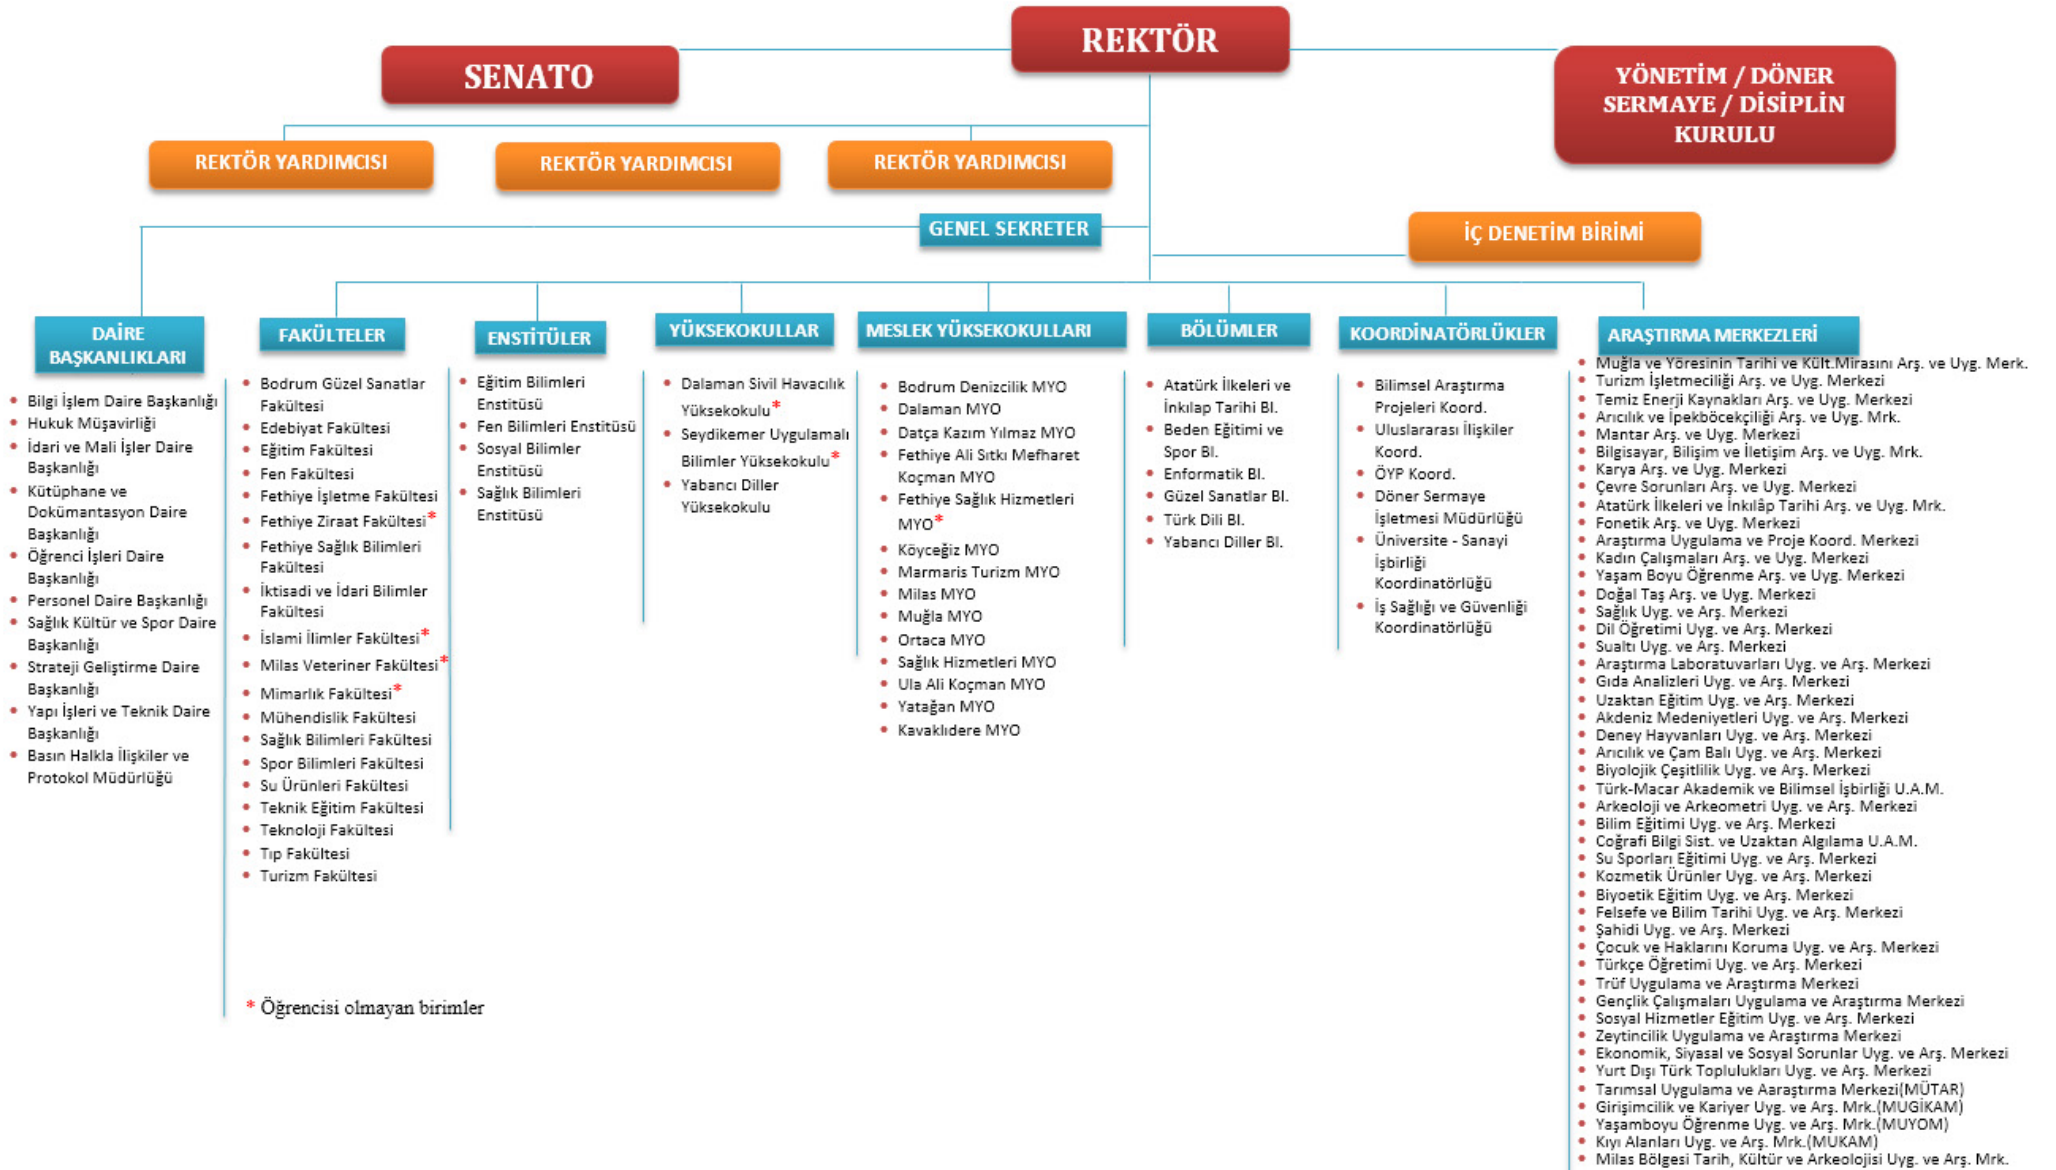 REKTÖR
SENATO
YÖNETİM / DÖNER
SERMAYE / DİSİPLİN
KURULU
REKTÖR YARDIMCISI
REKTÖR YARDIMCISI
REKTÖR YARDIMCISI
GENEL SEKRETER
İÇ DENETİM BİRİMİ
DAİRE
BAŞKANLIKLARI
Bilgi İşlem Daire Başkanlığı
Hukuk Müşavirliği
İdari ve Mali İşler Daire
Başkanlığı
Kütüphane ve
Dokümantasyon Daire
Başkanlığı
Öğrenci İşleri Daire
Başkanlığı
Personel Daire Başkanlığı
Sağlık Kültür ve Spor Daire
Başkanlığı
Strateji Geliştirme Daire
Başkanlığı
Yapı İşleri ve Teknik Daire
Başkanlığı
Basın Halkla İlişkiler ve
Protokol Müdürlüğü
FAKÜLTELER
Bodrum Güzel Sanatlar
Fakültesi
Edebiyat Fakültesi
Eğitim Fakültesi
Fen Fakültesi
Fethiye İşletme Fakültesi
Fethiye Ziraat Fakültesi*
Fethiye Sağlık Bilimleri
Fakültesi
İktisadi ve İdari Bilimler
Fakültesi
İslami İlimler Fakültesi*
Milas Veteriner Fakültesi*
Mimarlık Fakültesi*
Mühendislik Fakültesi
Sağlık Bilimleri Fakültesi
Spor Bilimleri Fakültesi
Su Ürünleri Fakültesi
Teknik Eğitim Fakültesi
Teknoloji Fakültesi
Tıp Fakültesi
Turizm Fakültesi
* Öğrencisi olmayan birimler
ENSTİTÜLER
Eğitim Bilimleri
Enstitüsü
Fen Bilimleri Enstitüsü
Sosyal Bilimler
Enstitüsü
Sağlık Bilimleri
Enstitüsü
YÜKSEKOKULLAR
Dalaman Sivil Havacılık
Yüksekokulu*
Seydikemer Uygulamalı
Bilimler Yüksekokulu*
Yabancı Diller
Yüksekokulu
MESLEK YÜKSEKOKULLARI
Bodrum Denizcilik MYO
Dalaman MYO
Datça Kazım Yılmaz MYO
Fethiye Ali Sıtkı Mefharet
Koçman MYO
Fethiye Sağlık Hizmetleri
MYO*
Köyceğiz MYO
Marmaris Turizm MYO
Milas MYO
Muğla MYO
Ortaca MYO
Sağlık Hizmetleri MYO
Ula Ali Koçman MYO
Yatağan MYO
Kavaklıdere MYO
BÖLÜMLER
Atatürk İlkeleri ve
İnkılap Tarihi Bl.
Beden Eğitimi ve
Spor Bl.
Enformatik Bl.
Güzel Sanatlar Bl.
Türk Dili Bl.
Yabancı Diller Bl.
KOORDİNATÖRLÜKLER
Bilimsel Araştırma
Projeleri Koord.
Uluslararası İlişkiler
Koord.
ÖYP Koord.
Döner Sermaye
İşletmesi Müdürlüğü
Üniversite - Sanayi
İşbirliği
Koordinatörlüğü
İş Sağlığı ve Güvenliği
Koordinatörlüğü
ARAŞTIRMA MERKEZLERİ
Muğla ve Yöresinin Tarihi ve Kült.Mirasını Arş. ve Uyg. Merk.
Turizm İşletmeciliği Arş. ve Uyg. Merkezi
Temiz Enerji Kaynakları Arş. ve Uyg. Merkezi
Arıcılık ve İpekböcekçiliği Arş. ve Uyg. Mrk.
Mantar Arş. ve Uyg. Merkezi
Bilgisayar, Bilişim ve İletişim Arş. ve Uyg. Mrk.
Karya Arş. ve Uyg. Merkezi
Çevre Sorunları Arş. ve Uyg. Merkezi
Atatürk İlkeleri ve İnkılâp Tarihi Arş. ve Uyg. Mrk.
Fonetik Arş. ve Uyg. Merkezi
Araştırma Uygulama ve Proje Koord. Merkezi
Kadın Çalışmaları Arş. ve Uyg. Merkezi
Yaşam Boyu Öğrenme Arş. ve Uyg. Merkezi
Doğal Taş Arş. ve Uyg. Merkezi
Sağlık Uyg. ve Arş. Merkezi
Dil Öğretimi Uyg. ve Arş. Merkezi
Sualtı Uyg. ve Arş. Merkezi
Araştırma Laboratuvarları Uyg. ve Arş. Merkezi
Gıda Analizleri Uyg. ve Arş. Merkezi
Uzaktan Eğitim Uyg. ve Arş. Merkezi
Akdeniz Medeniyetleri Uyg. ve Arş. Merkezi
Deney Hayvanları Uyg. ve Arş. Merkezi
Arıcılık ve Çam Balı Uyg. ve Arş. Merkezi
Biyolojik Çeşitlilik Uyg. ve Arş. Merkezi
Türk-Macar Akademik ve Bilimsel İşbirliği U.A.M.
Arkeoloji ve Arkeometri Uyg. ve Arş. Merkezi
Bilim Eğitimi Uyg. ve Arş. Merkezi
Coğrafi Bilgi Sist. ve Uzaktan Algılama U.A.M.
Su Sporları Eğitimi Uyg. ve Arş. Merkezi
Kozmetik Ürünler Uyg. ve Arş. Merkezi
Biyoetik Eğitim Uyg. ve Arş. Merkezi
Felsefe ve Bilim Tarihi Uyg. ve Arş. Merkezi
Şahidi Uyg. ve Arş. Merkezi
Çocuk ve Haklarını Koruma Uyg. ve Arş. Merkezi
Türkçe Öğretimi Uyg. ve Arş. Merkezi
Trüf Uygulama ve Araştırma Merkezi
Gençlik Çalışmaları Uygulama ve Araştırma Merkezi
Sosyal Hizmetler Eğitim Uyg. ve Arş. Merkezi
Zeytincilik Uygulama ve Araştırma Merkezi
Ekonomik, Siyasal ve Sosyal Sorunlar Uyg. ve Arş. Merkezi
Yurt Dışı Türk Toplulukları Uyg. ve Arş. Merkezi
Tarımsal Uygulama ve Aaraştırma Merkezi(MÜTAR)
Girişimcilik ve Kariyer Uyg. ve Arş. Mrk.(MUGİKAM)
Yaşamboyu Öğrenme Uyg. ve Arş. Mrk.(MUYOM)
Kıyı Alanları Uyg. ve Arş. Mrk.(MUKAM)
Milas Bölgesi Tarih, Kültür ve Arkeolojisi Uyg. ve Arş. Mrk.